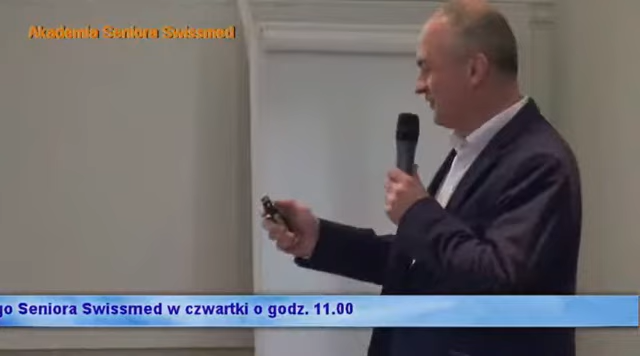 Akademia Seniora Swissmed
go Seniora Swissmed w czwartki o godz. 11.00